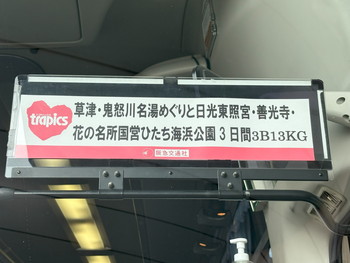 trapics
草津・鬼怒川名湯めぐりと日光東照宮・善光寺・
花の名所国営ひたち海浜公園3日間3B13KG
阪急交通社